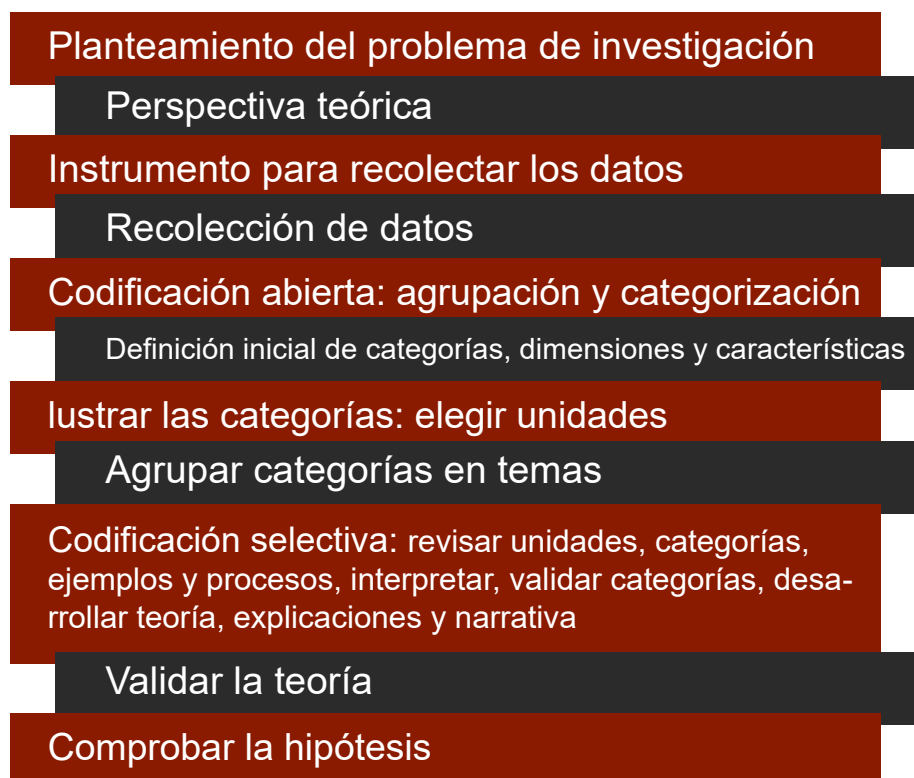 Planteamiento del problema de investigación
Perspectiva teórica
Instrumento para recolectar los datos
Recolección de datos
Codificación abierta: agrupación y categorización
Definición inicial de categorías, dimensiones y características
lustrar las categorías: elegir unidades
Agrupar categorías en temas
Codificación selectiva: revisar unidades, categorías,
ejemplos y procesos, interpretar, validar categorías, desa-
rrollar teoría, explicaciones y narrativa
Validar la teoría
Comprobar la hipótesis